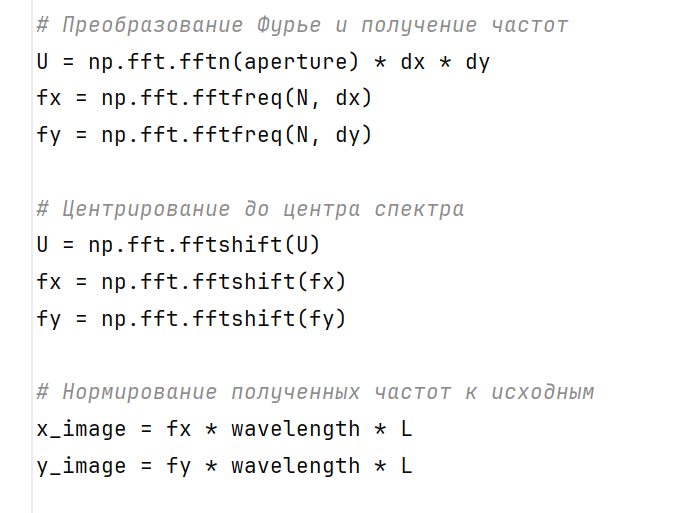 # Преобразование Фурье и получение частот
U = np.fft.fftn(aperture) * dx * dy
fx = np.fft.fftfreq(N, dx)
fy = np.fft.fftfreq(N, dy)
# Центрирование до центра спектра
U = np.fft.fftshift(U)
fx = np.fft.fftshift(fx)
fy = np.fft.fftshift(fy)
# Нормирование полученных частот к исходным
x_image = fx * wavelength * L
y_image = fy * wavelength * L